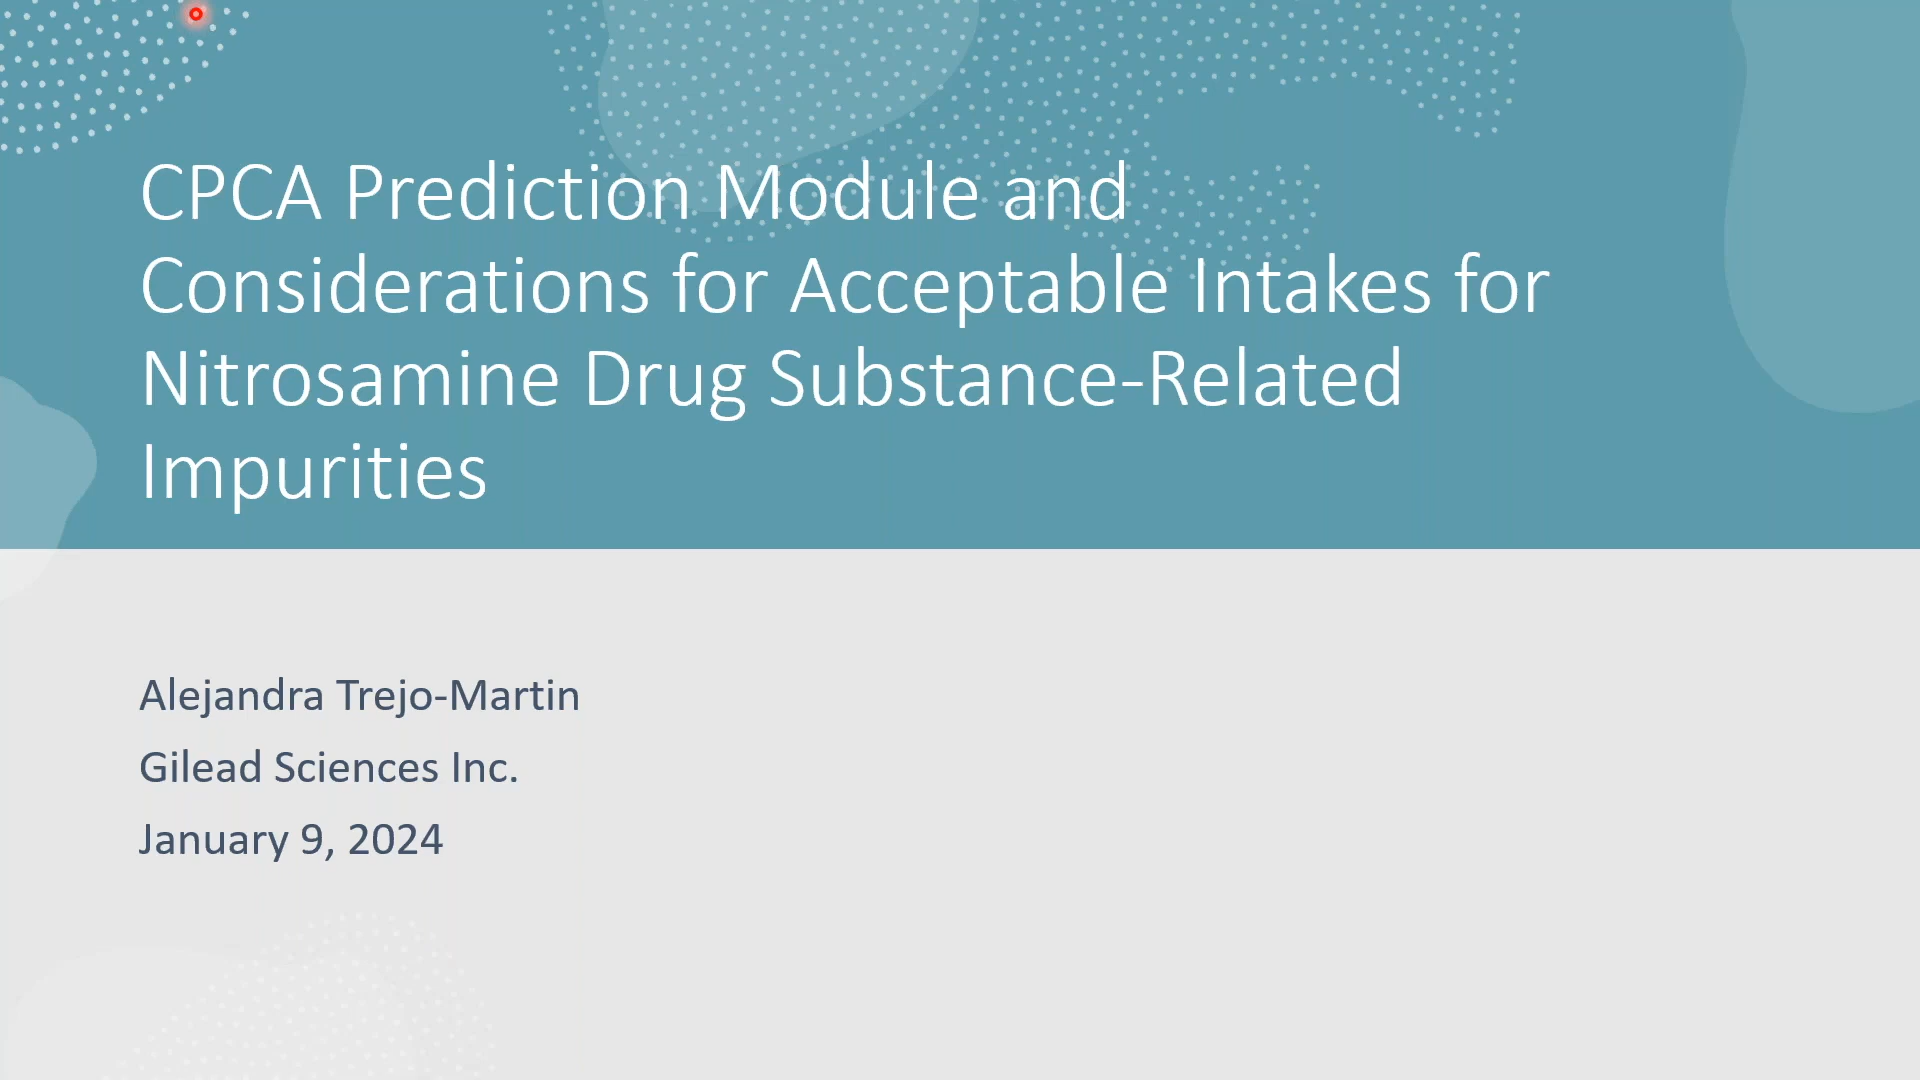 CPCA Prediction Module and
Considerations for Acceptable Intakes for
Nitrosamine Drug Substance-Related
Impurities
Alejandra Trejo-Martin
Gilead Sciences Inc.
January 9, 2024